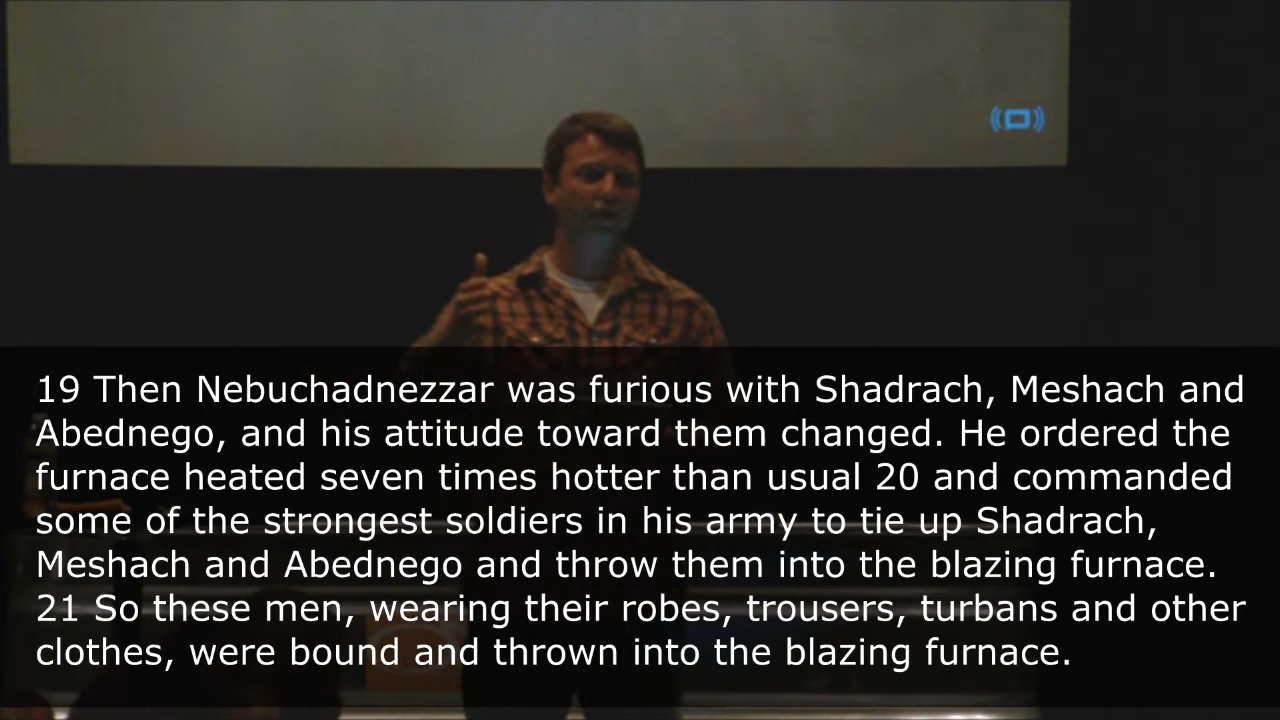 19 Then Nebuchadnezzar was furious with Shadrach, Meshach and
Abednego, and his attitude toward them changed. He ordered the
furnace heated seven times hotter than usual 20 and commanded
some of the strongest soldiers in his army to tie up Shadrach,
Meshach and Abednego and throw them into the blazing furnace.
21 So these men, wearing their robes, trousers, turbans and other
clothes, were bound and thrown into the blazing furnace.